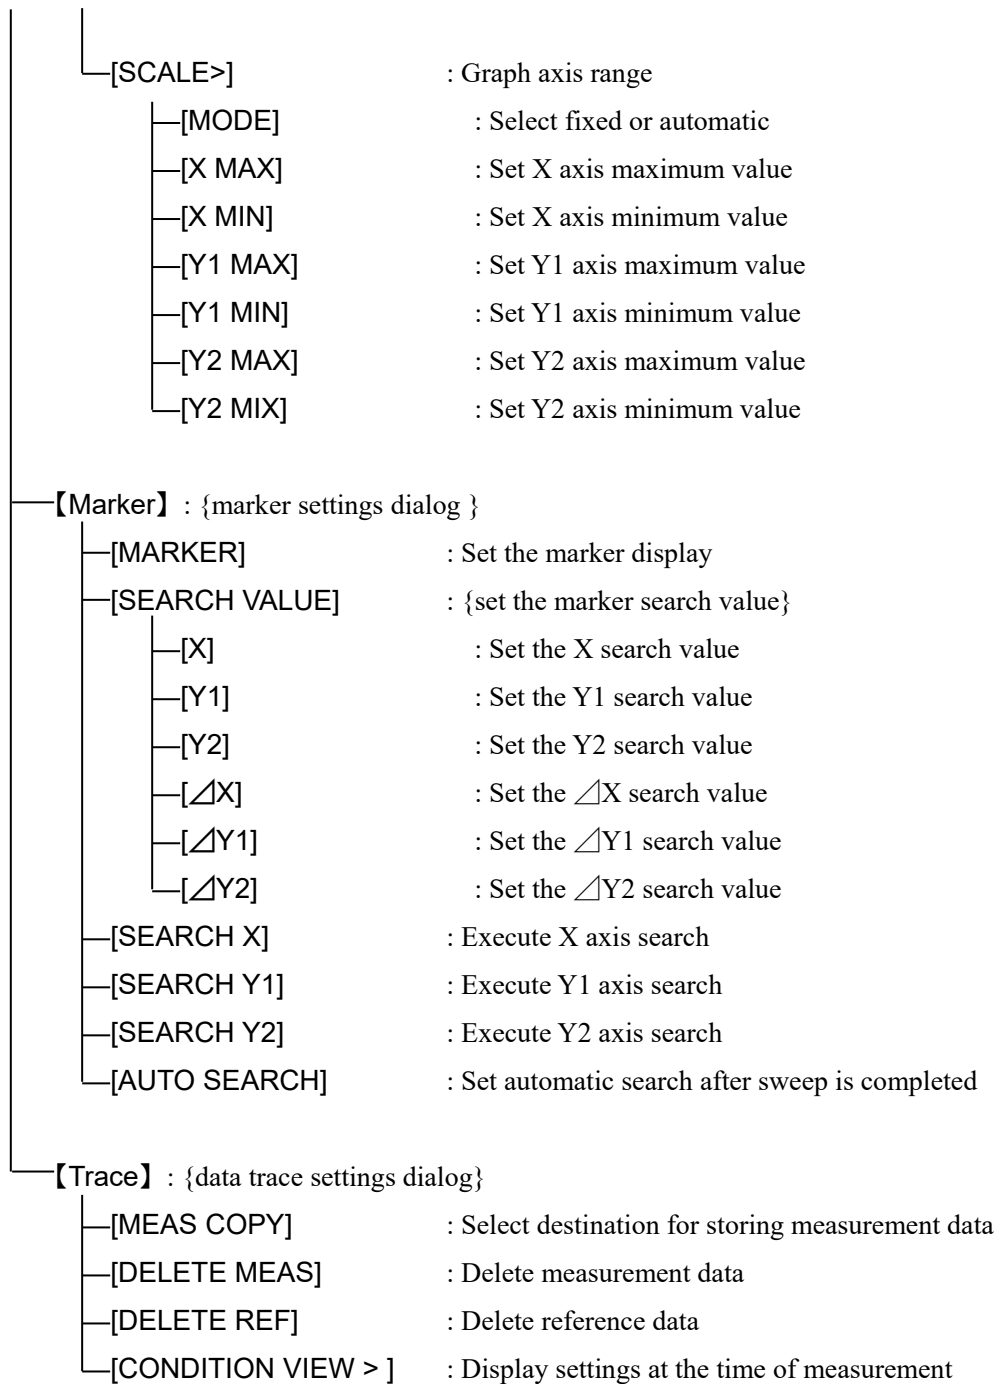 [SCALE>] : Graph axis range
[MODE] : Select fixed or automatic
[X MAX] : Set X axis maximum value
[X MIN] : Set X axis minimum value
[Y1 MAX] : Set Y1 axis maximum value
[Y1 MIN] : Set Y1 axis minimum value
[Y2 MAX] : Set Y2 axis maximum value
[Y2 MIX] : Set Y2 axis minimum value
【Marker】 : {marker settings dialog }
[MARKER] : Set the marker display
[SEARCH VALUE] : {set the marker search value}
[X] : Set the X search value
[Y1] : Set the Y1 search value
[Y2] : Set the Y2 search value
[⊿X] : Set the ⊿X search value
[⊿Y1] : Set the ⊿Y1 search value
[⊿Y2] : Set the ⊿Y2 search value
[SEARCH X] : Execute X axis search
[SEARCH Y1] : Execute Y1 axis search
[SEARCH Y2] : Execute Y2 axis search
[AUTO SEARCH] : Set automatic search after sweep is completed
【Trace】 : {data trace settings dialog}
[MEAS COPY] : Select destination for storing measurement data
[DELETE MEAS] : Delete measurement data
[DELETE REF] : Delete reference data
[CONDITION VIEW > ] : Display settings at the time of measurement